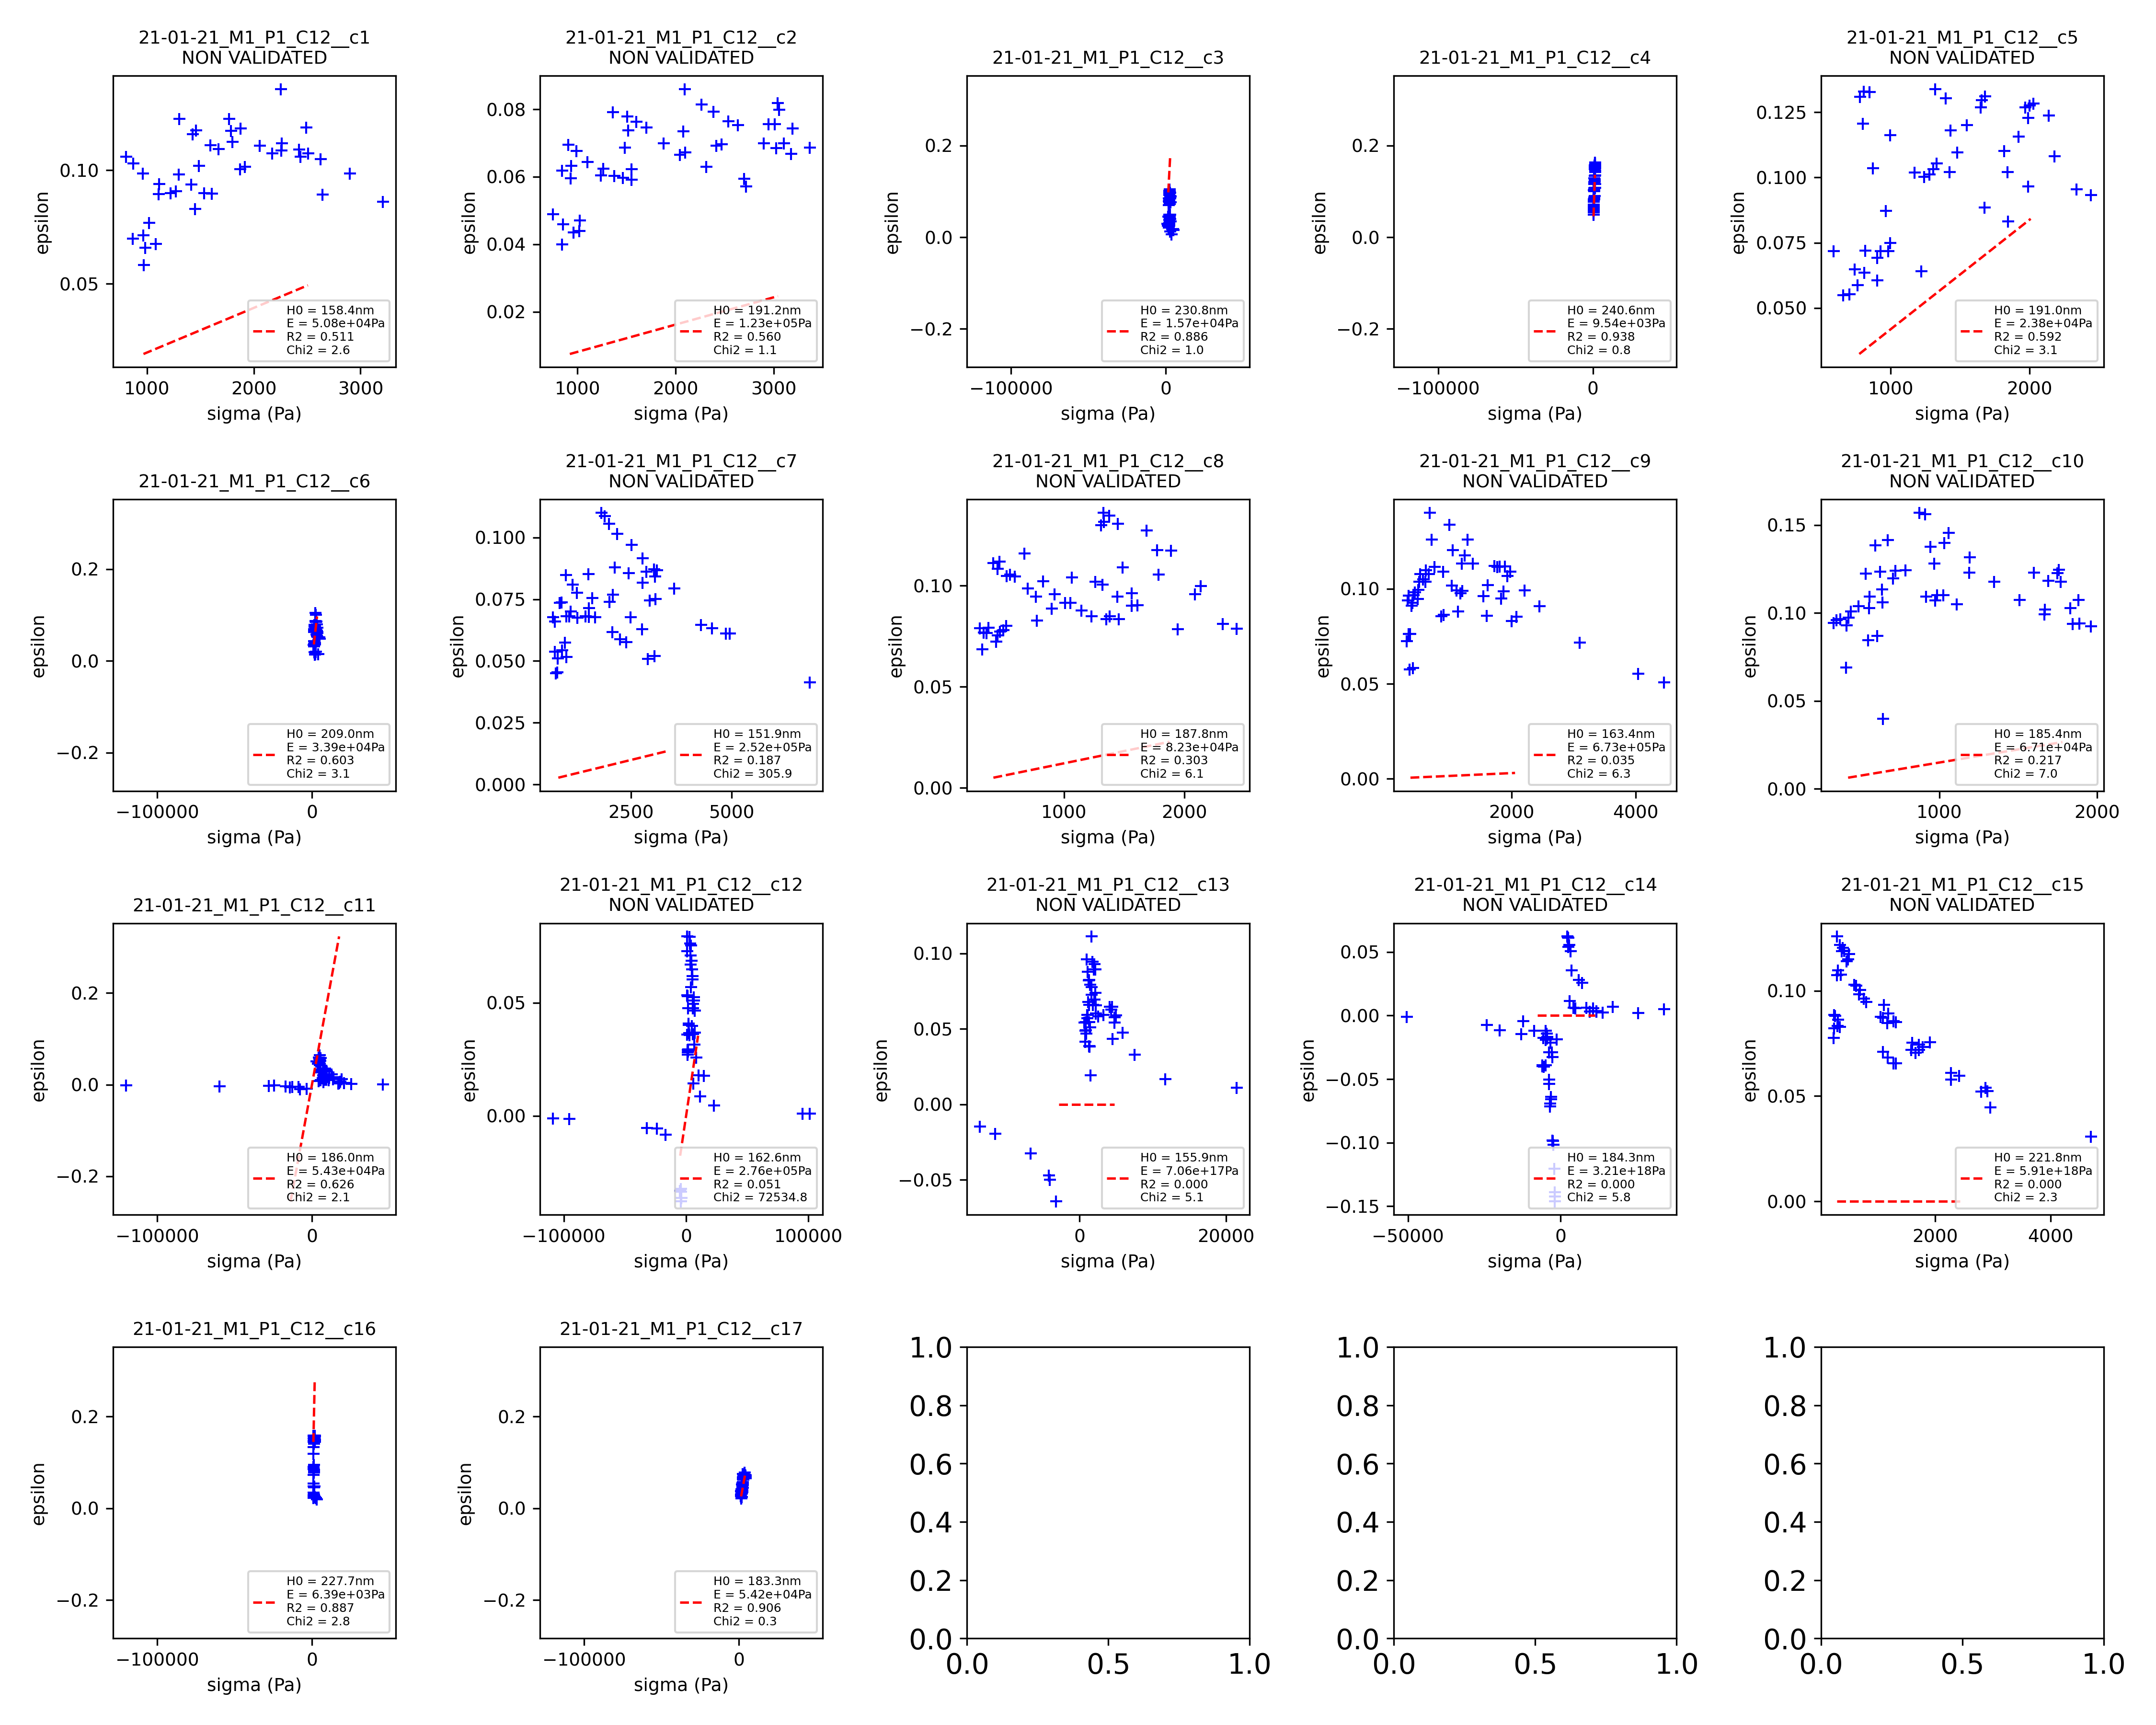 21-01-21_M1_P1_C12__c1
NON VALIDATED
epsilon
0.10
0.05
1000 2000 3000
sigma (Pa)
H0 = 158.4nm
E = 5.08e+04Pa
R2 = 0.511
Chi2 = 2.6
21-01-21_M1_P1_C12__c2
NON VALIDATED
epsilon
0.08
0.06
0.04
0.02
1000 2000 3000
sigma (Pa)
H0 = 191.2nm
E = 1.23e+05Pa
R2 = 0.560
Chi2 = 1.1
21-01-21_M1_P1_C12__c3
epsilon
0.2
0.0
−0.2
−100000 0
sigma (Pa)
H0 = 230.8nm
E = 1.57e+04Pa
R2 = 0.886
Chi2 = 1.0
21-01-21_M1_P1_C12__c4
epsilon
0.2
0.0
−0.2
−100000 0
sigma (Pa)
H0 = 240.6nm
E = 9.54e+03Pa
R2 = 0.938
Chi2 = 0.8
21-01-21_M1_P1_C12__c5
NON VALIDATED
epsilon
0.125
0.100
0.075
0.050
1000 2000
sigma (Pa)
H0 = 191.0nm
E = 2.38e+04Pa
R2 = 0.592
Chi2 = 3.1
21-01-21_M1_P1_C12__c6
epsilon
0.2
0.0
−0.2
−100000 0
sigma (Pa)
H0 = 209.0nm
E = 3.39e+04Pa
R2 = 0.603
Chi2 = 3.1
21-01-21_M1_P1_C12__c7
NON VALIDATED
epsilon
0.100
0.075
0.050
0.025
0.000
2500 5000
sigma (Pa)
H0 = 151.9nm
E = 2.52e+05Pa
R2 = 0.187
Chi2 = 305.9
21-01-21_M1_P1_C12__c8
NON VALIDATED
epsilon
0.10
0.05
0.00
1000 2000
sigma (Pa)
H0 = 187.8nm
E = 8.23e+04Pa
R2 = 0.303
Chi2 = 6.1
21-01-21_M1_P1_C12__c9
NON VALIDATED
epsilon
0.10
0.05
0.00
2000 4000
sigma (Pa)
H0 = 163.4nm
E = 6.73e+05Pa
R2 = 0.035
Chi2 = 6.3
21-01-21_M1_P1_C12__c10
NON VALIDATED
epsilon
0.15
0.10
0.05
0.00
1000 2000
sigma (Pa)
H0 = 185.4nm
E = 6.71e+04Pa
R2 = 0.217
Chi2 = 7.0
21-01-21_M1_P1_C12__c11
epsilon
0.2
0.0
−0.2
−100000 0
sigma (Pa)
H0 = 186.0nm
E = 5.43e+04Pa
R2 = 0.626
Chi2 = 2.1
21-01-21_M1_P1_C12__c12
NON VALIDATED
epsilon
0.05
0.00
−100000 0 100000
sigma (Pa)
H0 = 162.6nm
E = 2.76e+05Pa
R2 = 0.051
Chi2 = 72534.8
21-01-21_M1_P1_C12__c13
NON VALIDATED
epsilon
0.10
0.05
0.00
−0.05
0 20000
sigma (Pa)
H0 = 155.9nm
E = 7.06e+17Pa
R2 = 0.000
Chi2 = 5.1
21-01-21_M1_P1_C12__c14
NON VALIDATED
epsilon
0.05
0.00
−0.05
−0.10
−0.15
−50000 0
sigma (Pa)
H0 = 184.3nm
E = 3.21e+18Pa
R2 = 0.000
Chi2 = 5.8
21-01-21_M1_P1_C12__c15
NON VALIDATED
epsilon
0.10
0.05
0.00
2000 4000
sigma (Pa)
H0 = 221.8nm
E = 5.91e+18Pa
R2 = 0.000
Chi2 = 2.3
21-01-21_M1_P1_C12__c16
epsilon
0.2
0.0
−0.2
−100000 0
sigma (Pa)
H0 = 227.7nm
E = 6.39e+03Pa
R2 = 0.887
Chi2 = 2.8
21-01-21_M1_P1_C12__c17
epsilon
0.2
0.0
−0.2
−100000 0
sigma (Pa)
H0 = 183.3nm
E = 5.42e+04Pa
R2 = 0.906
Chi2 = 0.3
1.0
0.8
0.6
0.4
0.2
0.0
0.0 0.5 1.0
1.0
0.8
0.6
0.4
0.2
0.0
0.0 0.5 1.0
1.0
0.8
0.6
0.4
0.2
0.0
0.0 0.5 1.0